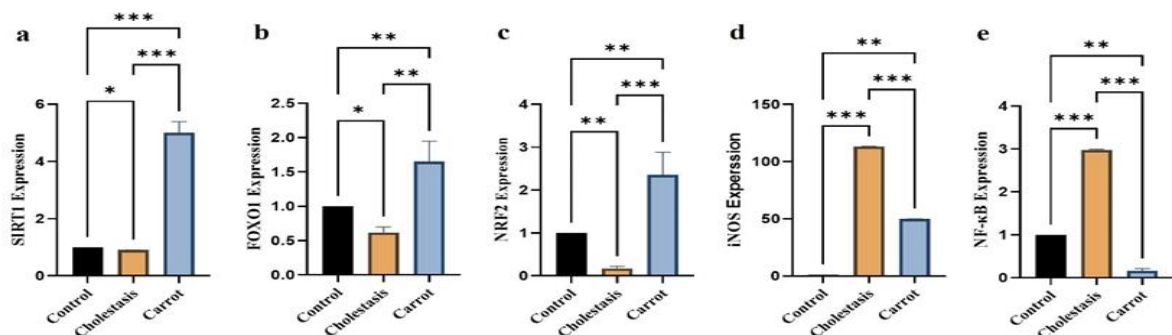 a
***
***
*
SIRT1 Expression
6
4
2
0
Control
Cholestasis
Carrot
b
**
**
*
FOXO1 Expression
2.5
2.0
1.5
1.0
0.5
0.0
Control
Cholestasis
Carrot
c
**
***
**
NRF2 Expression
4
3
2
1
0
Control
Cholestasis
Carrot
d
**
***
***
iNOS Experssion
150
100
50
0
Control
Cholestasis
Carrot
e
**
***
***
NF-κB Expression
4
3
2
1
0
Control
Cholestasis
Carrot